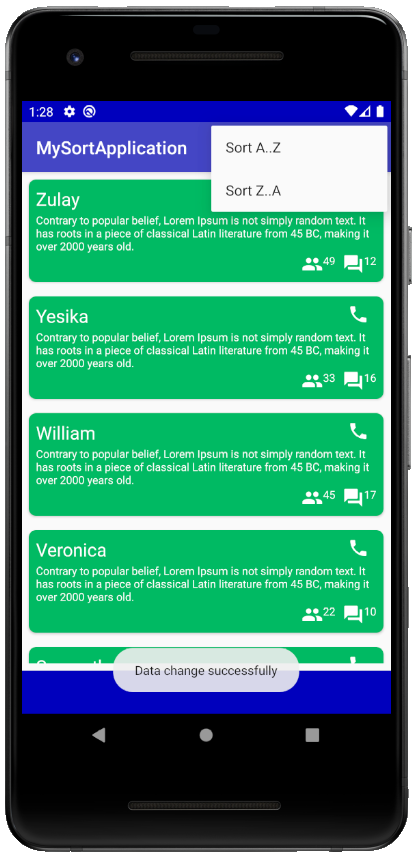 1:28
MySortApplication
Sort A..Z
Sort Z..A
Zulay
Contrary to popular belief, Lorem Ipsum is not simply random text. It
has roots in a piece of classical Latin literature from 45 BC, making it
over 2000 years old.
49 12
Yesika
Contrary to popular belief, Lorem Ipsum is not simply random text. It
has roots in a piece of classical Latin literature from 45 BC, making it
over 2000 years old.
33 16
William
Contrary to popular belief, Lorem Ipsum is not simply random text. It
has roots in a piece of classical Latin literature from 45 BC, making it
over 2000 years old.
45 17
Veronica
Contrary to popular belief, Lorem Ipsum is not simply random text. It
has roots in a piece of classical Latin literature from 45 BC, making it
over 2000 years old.
22 10
Data change successfully